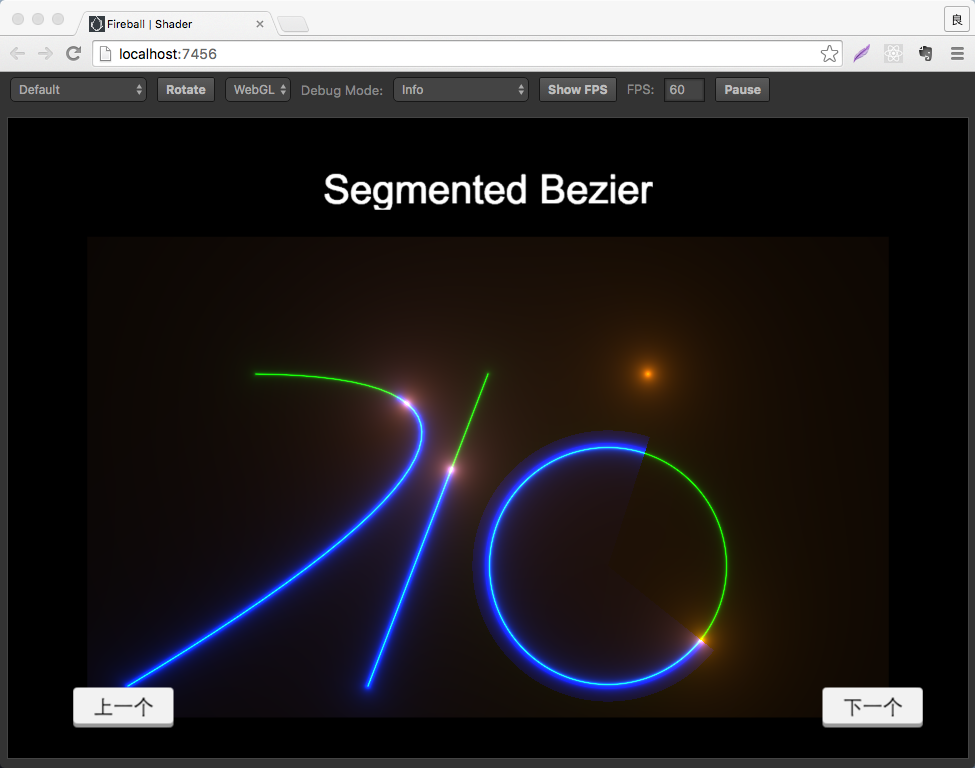 Fireball | Shader
良
localhost:7456
Default Rotate WebGL Debug Mode: Info Show FPS FPS: 60 Pause
Segmented Bezier
上一个 下一个